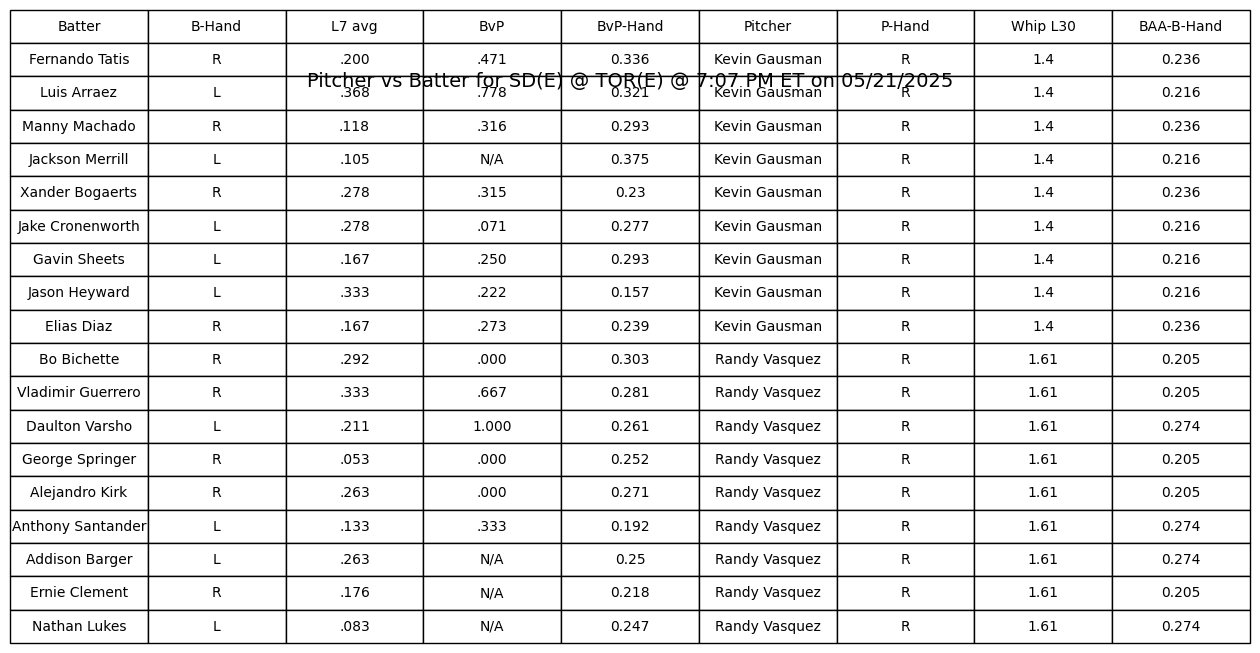 Batter B-Hand L7 avg BvP BvP-Hand Pitcher P-Hand Whip L30 BAA-B-Hand
Fernando Tatis R .200 .471 0.336 Kevin Gausman R 1.4 0.236
Pitcher vs Batter for SD(E) @ TOR(E) @ 7:07 PM ET on 05/21/2025
Luis Arraez L .368 .778 0.321 Kevin Gausman R 1.4 0.216
Manny Machado R .118 .316 0.293 Kevin Gausman R 1.4 0.236
Jackson Merrill L .105 N/A 0.375 Kevin Gausman R 1.4 0.216
Xander Bogaerts R .278 .315 0.23 Kevin Gausman R 1.4 0.236
Jake Cronenworth L .278 .071 0.277 Kevin Gausman R 1.4 0.216
Gavin Sheets L .167 .250 0.293 Kevin Gausman R 1.4 0.216
Jason Heyward L .333 .222 0.157 Kevin Gausman R 1.4 0.216
Elias Diaz R .167 .273 0.239 Kevin Gausman R 1.4 0.236
Bo Bichette R .292 .000 0.303 Randy Vasquez R 1.61 0.205
Vladimir Guerrero R .333 .667 0.281 Randy Vasquez R 1.61 0.205
Daulton Varsho L .211 1.000 0.261 Randy Vasquez R 1.61 0.274
George Springer R .053 .000 0.252 Randy Vasquez R 1.61 0.205
Alejandro Kirk R .263 .000 0.271 Randy Vasquez R 1.61 0.205
Anthony Santander L .133 .333 0.192 Randy Vasquez R 1.61 0.274
Addison Barger L .263 N/A 0.25 Randy Vasquez R 1.61 0.274
Ernie Clement R .176 N/A 0.218 Randy Vasquez R 1.61 0.205
Nathan Lukes L .083 N/A 0.247 Randy Vasquez R 1.61 0.274